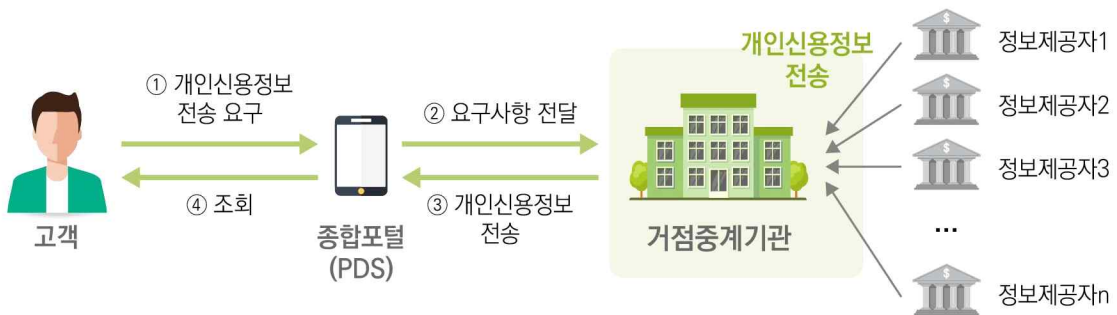 ① 개인신용정보
전송 요구
② 요구사항 전달
④ 조회
③ 개인신용정보
전송
고객
종합포털
(PDS)
개인신용정보
전송
거점중계기관
정보제공자1
정보제공자2
정보제공자3
...
정보제공자n
$
$
$
$